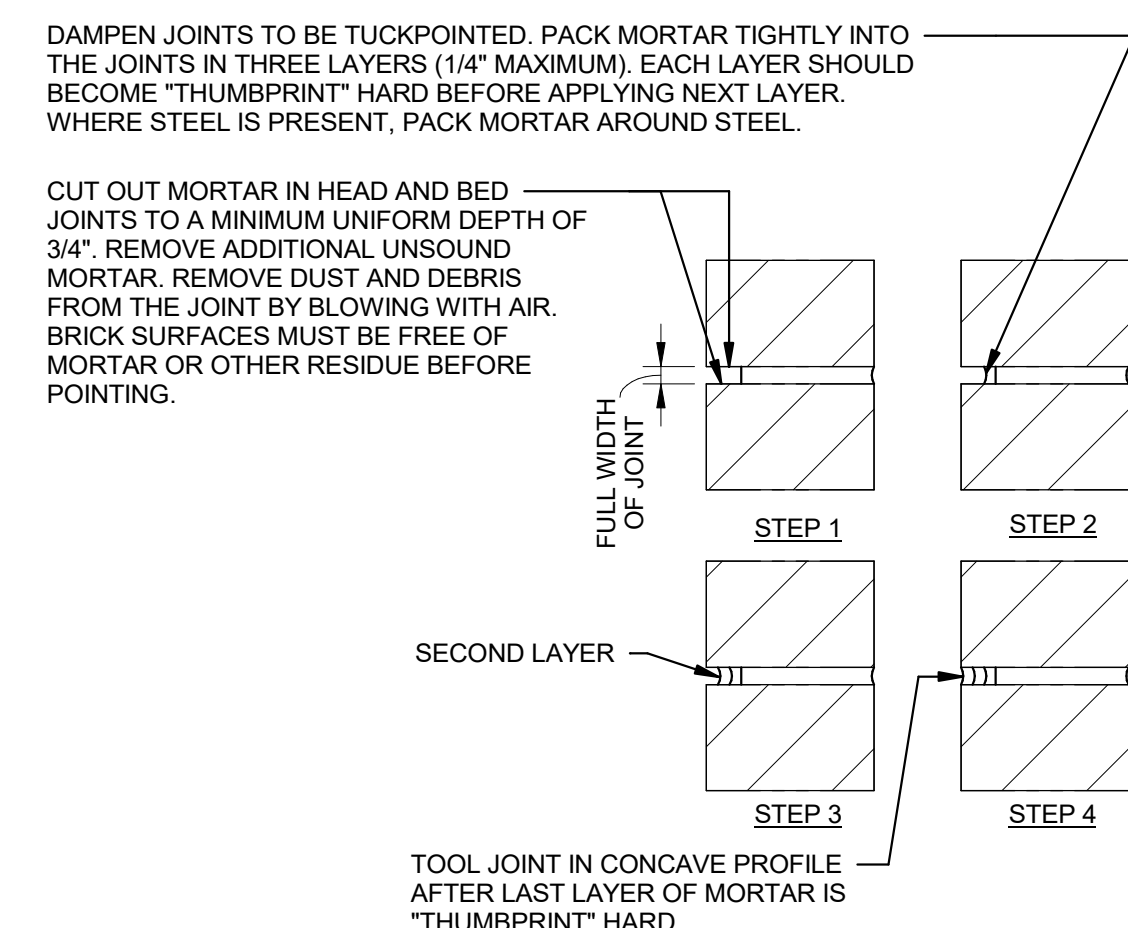 DAMPEN JOINTS TO BE TUCKPOINTED. PACK MORTAR TIGHTLY INTO
THE JOINTS IN THREE LAYERS (1/4" MAXIMUM). EACH LAYER SHOULD
BECOME "THUMBPRINT" HARD BEFORE APPLYING NEXT LAYER.
WHERE STEEL IS PRESENT, PACK MORTAR AROUND STEEL.
CUT OUT MORTAR IN HEAD AND BED
JOINTS TO A MINIMUM UNIFORM DEPTH OF
3/4". REMOVE ADDITIONAL UNSOUND
MORTAR. REMOVE DUST AND DEBRIS
FROM THE JOINT BY BLOWING WITH AIR.
BRICK SURFACES MUST BE FREE OF
MORTAR OR OTHER RESIDUE BEFORE
POINTING.
FULL WIDTH
OF JOINT
STEP 1
STEP 2
SECOND LAYER
STEP 3
STEP 4
TOOL JOINT IN CONCAVE PROFILE
AFTER LAST LAYER OF MORTAR IS
"THUMBPRINT" HARD